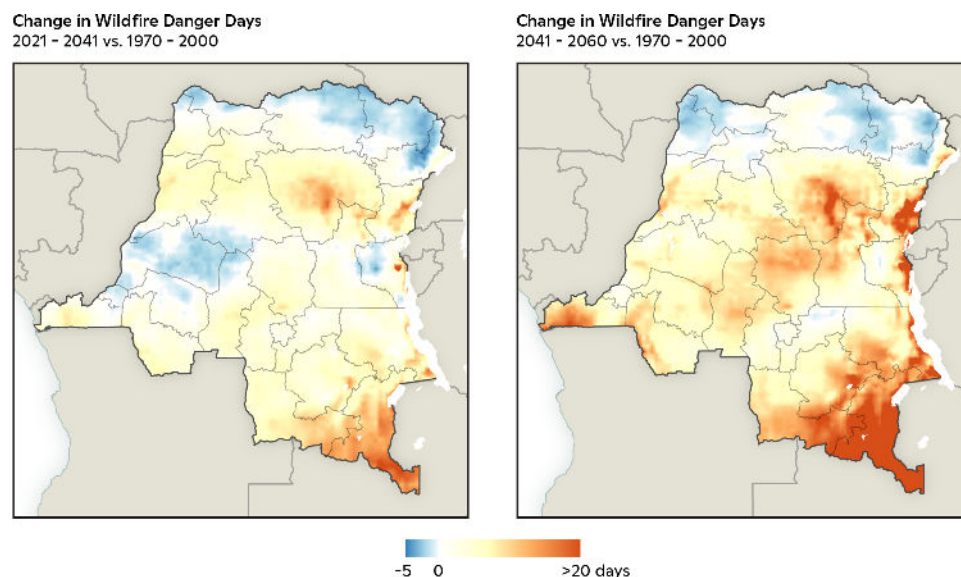 Change in Wildfire Danger Days
2021 - 2041 vs. 1970 - 2000
Change in Wildfire Danger Days
2041 - 2060 vs. 1970 - 2000
-5 0 >20 days